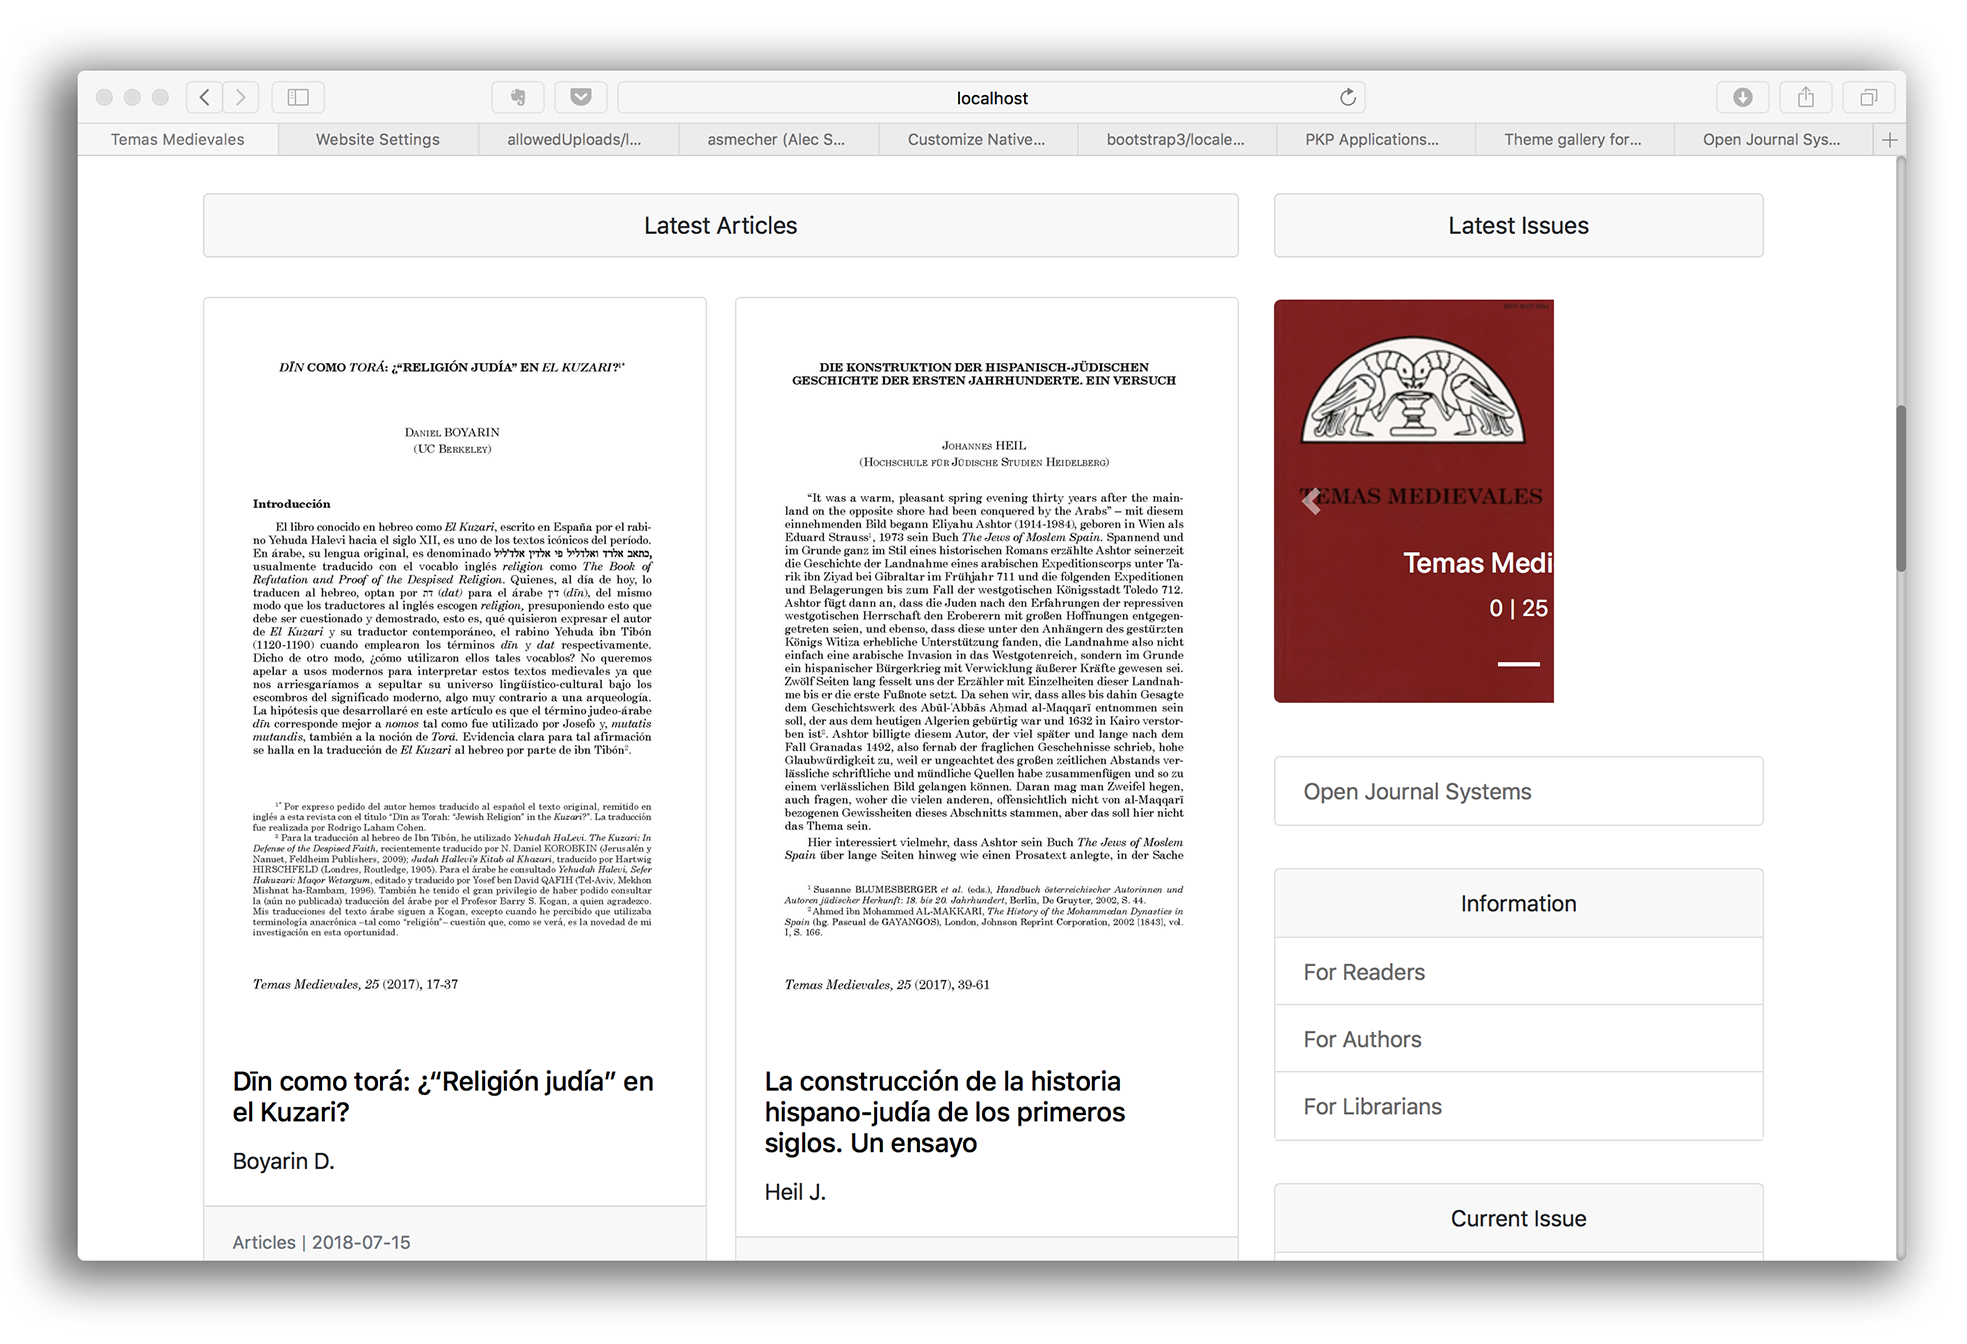 localhost
Temas Medievales
Website Settings
allowedUploads/l...
asmecher (Alec S...
Customize Native...
bootstrap3/locale...
PKP Applications...
Theme gallery for...
Open Journal Sys...
Latest Articles
DĪN COMO TORÁ: ¿“RELIGIÓN JUDÍA” EN EL KUZARI?¹*
Daniel BOYARIN
(UC Berkeley)
Introducción
El libro conocido en hebreo como El Kuzari, escrito en España por el rabi-
no Yehuda Halevi hacia el siglo XII, es uno de los textos icónicos del período.
En árabe, su lengua original, es denominado כתאב אלרד ואלדליל פי אלדין אלד'ליל,
usualmente traducido con el vocablo inglés religion como The Book of
Refutation and Proof of the Despised Religion. Quienes, al día de hoy, lo
traducen al hebreo, optan por דת (dat) para el árabe דין (dīn), del mismo
modo que los traductores al inglés escogen religion, presuponiendo esto que
debe ser cuestionado y demostrado, esto es, qué quisieron expresar el autor
de El Kuzari y su traductor contemporáneo, el rabino Yehuda ibn Tibón
(1120-1190) cuando emplearon los términos dīn y dat respectivamente.
Dicho de otro modo, ¿cómo utilizaron ellos tales vocablos? No queremos
apelar a usos modernos para interpretar estos textos medievales ya que
nos arriesgaríamos a sepultar su universo lingüístico-cultural bajo los
escombros del significado moderno, algo muy contrario a una arqueología.
La hipótesis que desarrollaré en este artículo es que el término judeo-árabe
dīn corresponde mejor a nomos tal como fue utilizado por Josefo y, mutatis
mutandis, también a la noción de Torá. Evidencia clara para tal afirmación
se halla en la traducción de El Kuzari al hebreo por parte de ibn Tibón².
¹* Por expreso pedido del autor hemos traducido al español el texto original, remitido en
inglés a esta revista con el título “Dīn as Torah: “Jewish Religion” in the Kuzari?”. La traducción
fue realizada por Rodrigo Laham Cohen.
² Para la traducción al hebreo de Ibn Tibón, he utilizado Yehudah HaLevi. The Kuzari: In
Defense of the Despised Faith, recientemente traducido por N. Daniel KOROBKIN (Jerusalén y
Nanuet, Feldheim Publishers, 2009); Judah Hallevi's Kitab al Khazari, traducido por Hartwig
HIRSCHFELD (Londres, Routledge, 1905). Para el árabe he consultado Yehudah Halevi, Sefer
Hakuzari: Maqor Wetargum, editado y traducido por Yosef ben David QAFIH (Tel-Aviv, Mekhon
Mishnat ha-Rambam, 1996). También he tenido el gran privilegio de haber podido consultar
la (aún no publicada) traducción del árabe por el Profesor Barry S. Kogan, a quien agradezco.
Mis traducciones del texto árabe siguen a Kogan, excepto cuando he percibido que utilizaba
terminología anacrónica –tal como “religión”– cuestión que, como se verá, es la novedad de mi
investigación en esta oportunidad.
Temas Medievales, 25 (2017), 17-37
Dīn como torá: ¿“Religión judía” en
el Kuzari?
Boyarin D.
Articles | 2018-07-15
DIE KONSTRUKTION DER HISPANISCH-JÜDISCHEN
GESCHICHTE DER ERSTEN JAHRHUNDERTE. EIN VERSUCH
Johannes HEIL
(Hochschule für Jüdische Studien Heidelberg)
“It was a warm, pleasant spring evening thirty years after the main-
land on the opposite shore had been conquered by the Arabs” – mit diesem
einnehmenden Bild begann Eliyahu Ashtor (1914-1984), geboren in Wien als
Eduard Strauss¹, 1973 sein Buch The Jews of Moslem Spain. Spannend und
im Grunde ganz im Stil eines historischen Romans erzählte Ashtor seinerzeit
die Geschichte der Landnahme eines arabischen Expeditionscorps unter Ta-
rik ibn Ziyad bei Gibraltar im Frühjahr 711 und die folgenden Expeditionen
und Belagerungen bis zum Fall der westgotischen Königsstadt Toledo 712.
Ashtor fügt dann an, dass die Juden nach den Erfahrungen der repressiven
westgotischen Herrschaft den Eroberern mit großen Hoffnungen entgegen-
getreten seien, und ebenso, dass diese unter den Anhängern des gestürzten
Königs Witiza erhebliche Unterstützung fanden, die Landnahme also nicht
einfach eine arabische Invasion in das Westgotenreich, sondern im Grunde
ein hispanischer Bürgerkrieg mit Verwicklung äußerer Kräfte gewesen sei.
Zwölf Seiten lang fesselt uns der Erzähler mit Einzelheiten dieser Landnah-
me bis er die erste Fußnote setzt. Da sehen wir, dass alles bis dahin Gesagte
dem Geschichtswerk des Abūl-ʿAbbās Aḥmad al-Maqqarī entnommen sein
soll, der aus dem heutigen Algerien gebürtig war und 1632 in Kairo verstor-
ben ist². Ashtor billigte diesem Autor, der viel später und lange nach dem
Fall Granadas 1492, also fernab der fraglichen Geschehnisse schrieb, hohe
Glaubwürdigkeit zu, weil er ungeachtet des großen zeitlichen Abstands ver-
lässliche schriftliche und mündliche Quellen habe zusammenfügen und so zu
einem verlässlichen Bild gelangen können. Daran mag man Zweifel hegen,
auch fragen, woher die vielen anderen, offensichtlich nicht von al-Maqqarī
bezogenen Gewissheiten dieses Abschnitts stammen, aber das soll hier nicht
das Thema sein.
Hier interessiert vielmehr, dass Ashtor sein Buch The Jews of Moslem
Spain über lange Seiten hinweg wie einen Prosatext anlegte, in der Sache
¹ Susanne BLUMESBERGER et al. (eds.), Handbuch österreichischer Autorinnen und
Autoren jüdischer Herkunft: 18. bis 20. Jahrhundert, Berlin, De Gruyter, 2002, S. 44.
² Ahmed ibn Mohammed AL-MAKKARI, The History of the Mohammedan Dynasties in
Spain (hg. Pascual de GAYANGOS), London, Johnson Reprint Corporation, 2002 [1843], vol.
I, S. 166.
Temas Medievales, 25 (2017), 39-61
La construcción de la historia
hispano-judía de los primeros
siglos. Un ensayo
Heil J.
Latest Issues
TEMAS MEDIEVALES
Temas Medi
0 | 25
Open Journal Systems
Information
For Readers
For Authors
For Librarians
Current Issue